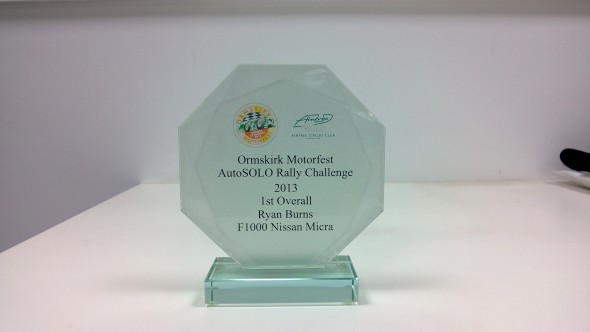 Ormskirk Motorfest
AutoSOLO Rally Challenge
2013
1st Overall
Ryan Burns
F1000 Nissan Micra